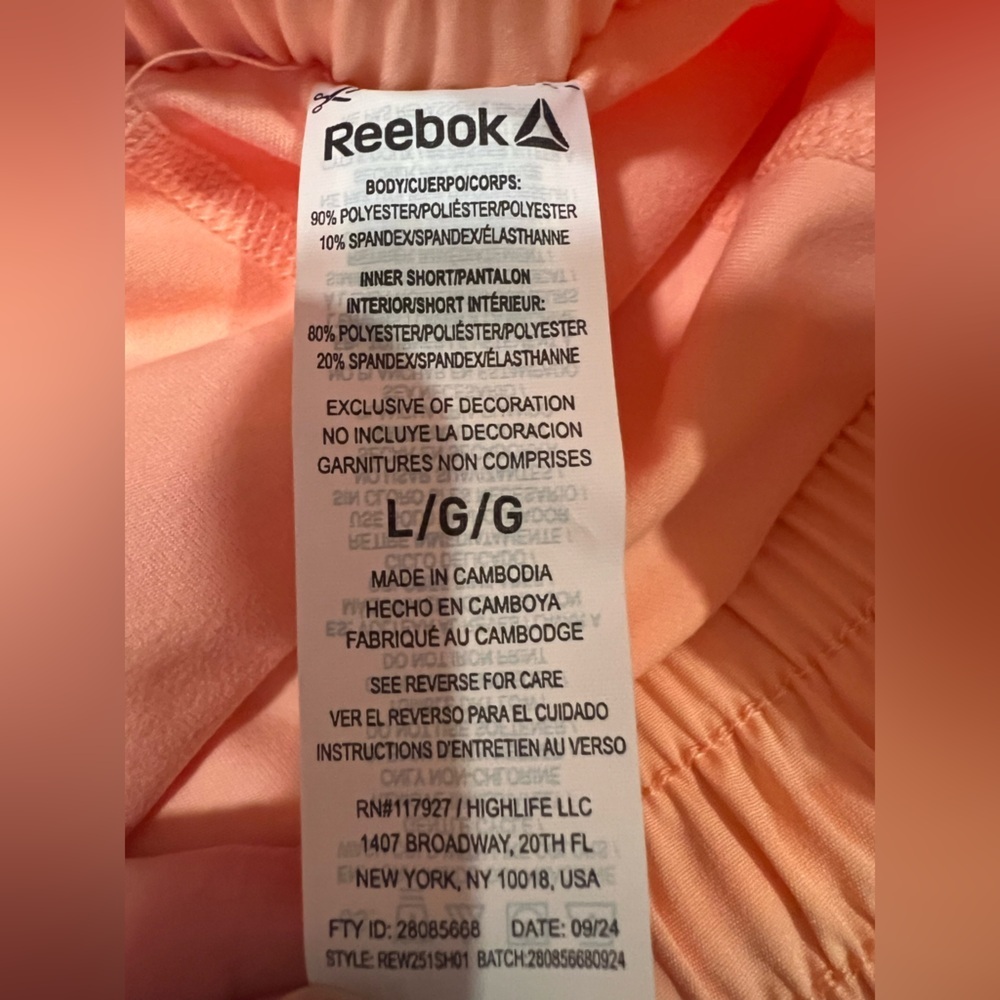 Reebok
BODY/CUERPO/CORPS:
90% POLYESTER/POLIÉSTER/POLYESTER
10% SPANDEX/SPANDEX/ÉLASTHANNE
INNER SHORT/PANTALON
INTERIOR/SHORT INTÉRIEUR:
80% POLYESTER/POLIÉSTER/POLYESTER
20% SPANDEX/SPANDEX/ÉLASTHANNE
EXCLUSIVE OF DECORATION
NO INCLUYE LA DECORACION
GARNITURES NON COMPRISES
L/G/G
MADE IN CAMBODIA
HECHO EN CAMBOYA
FABRIQUÉ AU CAMBODGE
SEE REVERSE FOR CARE
VER EL REVERSO PARA EL CUIDADO
INSTRUCTIONS D'ENTRETIEN AU VERSO
RN#117927 / HIGHLIFE LLC
1407 BROADWAY, 20TH FL
NEW YORK, NY 10018, USA
FTY ID: 28085668 DATE: 09/24
STYLE: REW251SH01 BATCH:280856680924